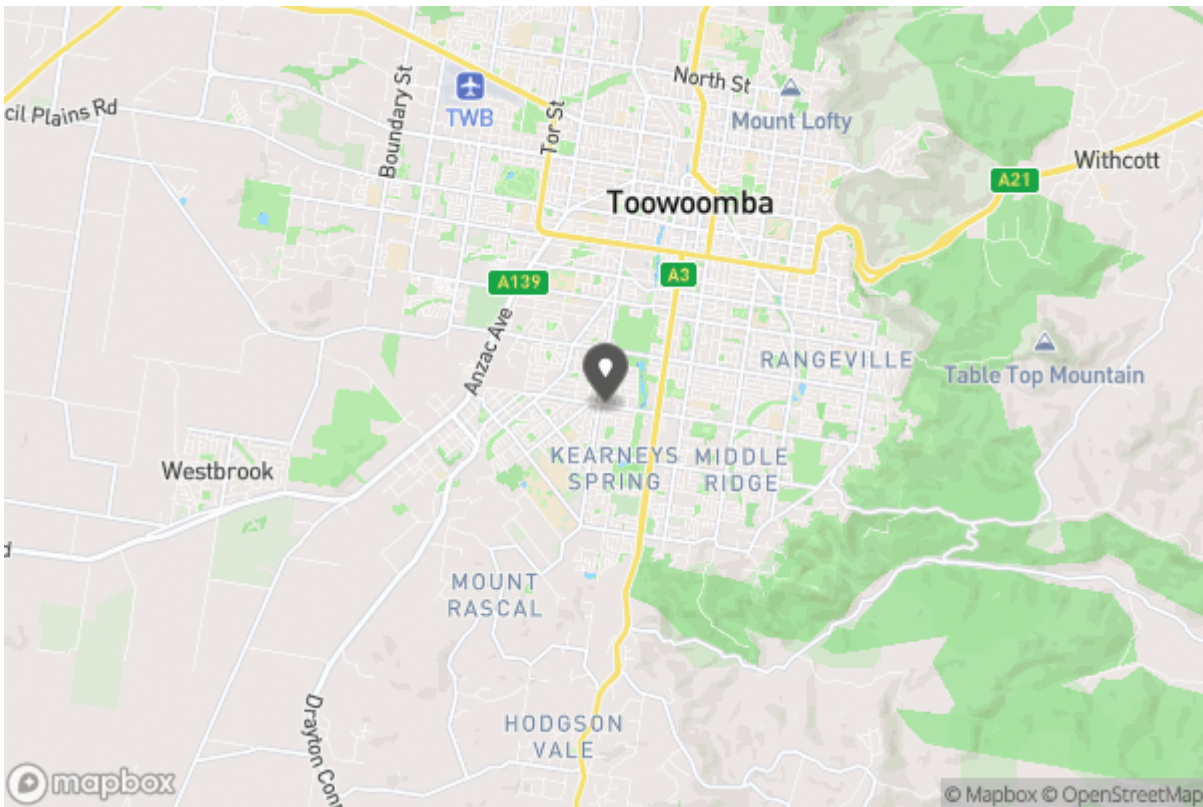 North St
Boundary St
TWB
Tor St
Mount Lofty
cil Plains Rd
Withcott
A21
Toowoomba
A139
A3
Anzac Ave
RANGEVILLE
Table Top Mountain
KEARNEYS
SPRING
MIDDLE
RIDGE
Westbrook
d
MOUNT
RASCAL
Drayton Conn
HODGSON
VALE
mapbox
© Mapbox © OpenStreetMap